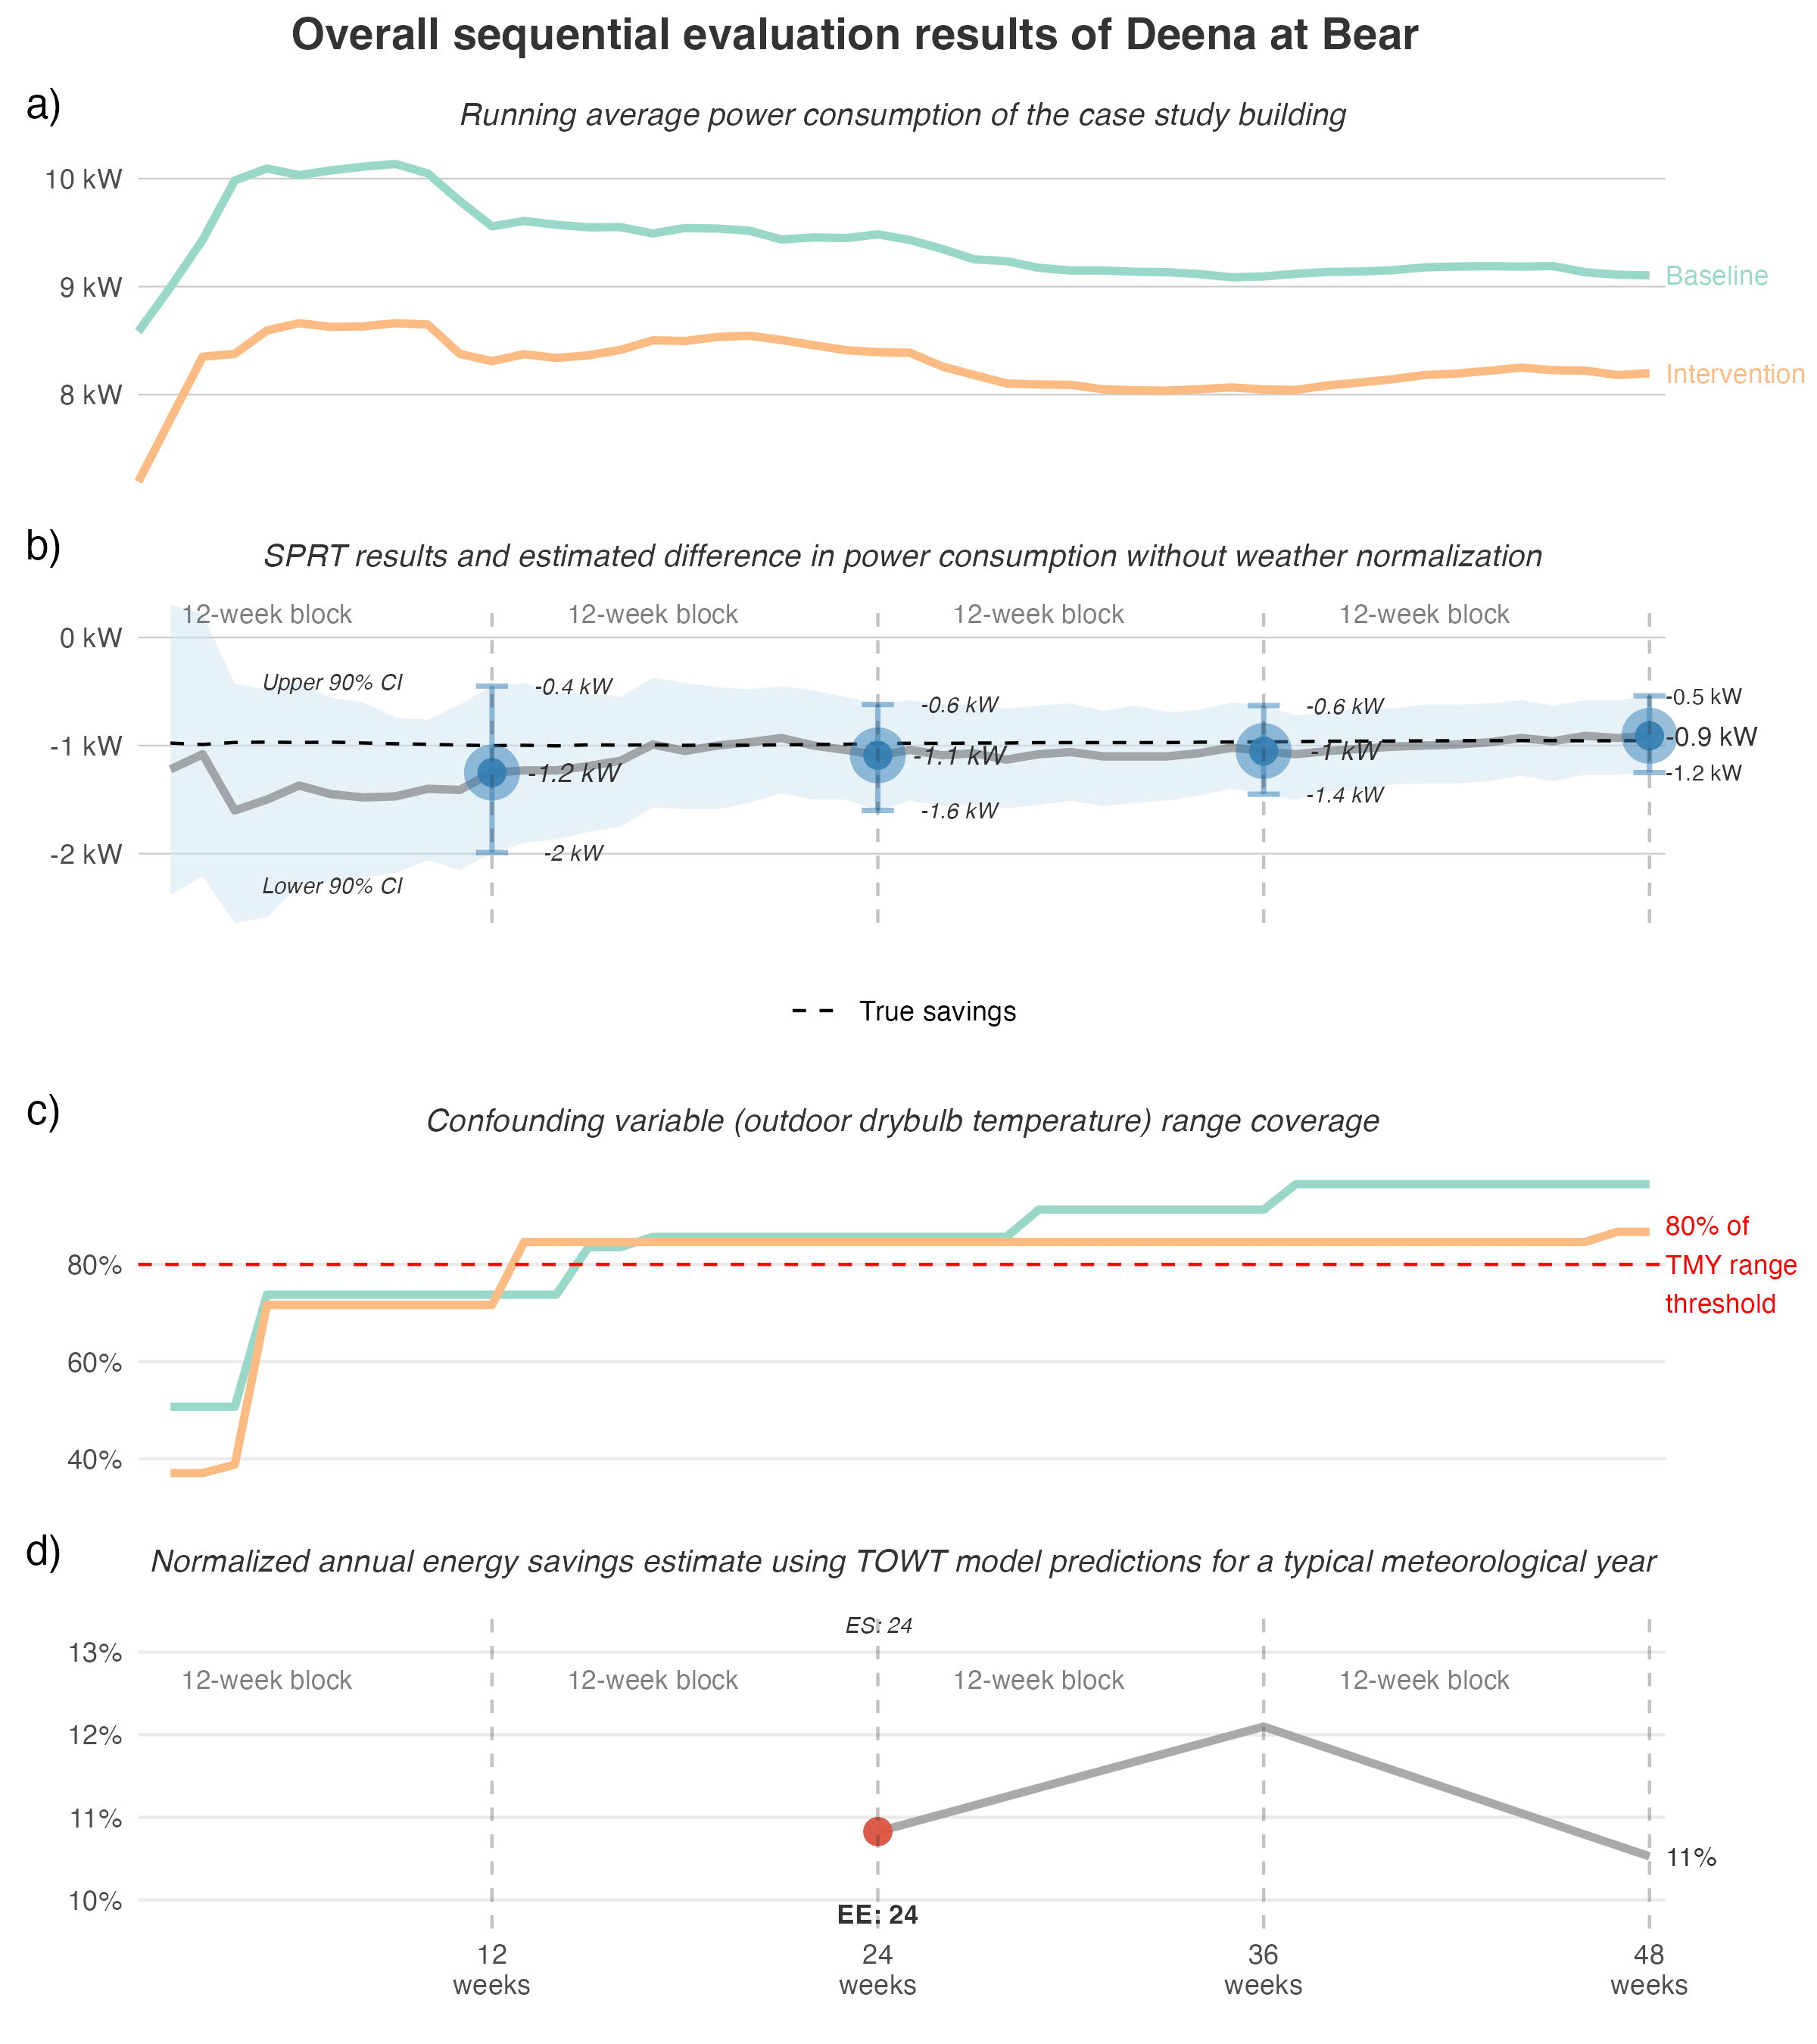 Overall sequential evaluation results of Deena at Bear
a)
Running average power consumption of the case study building
10 kW
9 kW
Baseline
8 kW
Intervention
b)
SPRT results and estimated difference in power consumption without weather normalization
12-week block 12-week block 12-week block 12-week block
0 kW
Upper 90% CI
-0.4 kW
-0.6 kW
-0.6 kW
-0.5 kW
-1 kW
-1.2 kW
-1.1 kW
-1 kW
-0.9 kW
-1.2 kW
-1.4 kW
-1.6 kW
-2 kW
-2 kW
Lower 90% CI
True savings
c)
Confounding variable (outdoor drybulb temperature) range coverage
80% of
TMY range
threshold
80%
60%
40%
d)
Normalized annual energy savings estimate using TOWT model predictions for a typical meteorological year
ES: 24
13%
12-week block 12-week block 12-week block 12-week block
12%
11%
11%
10%
EE: 24
12 24 36 48
weeks weeks weeks weeks